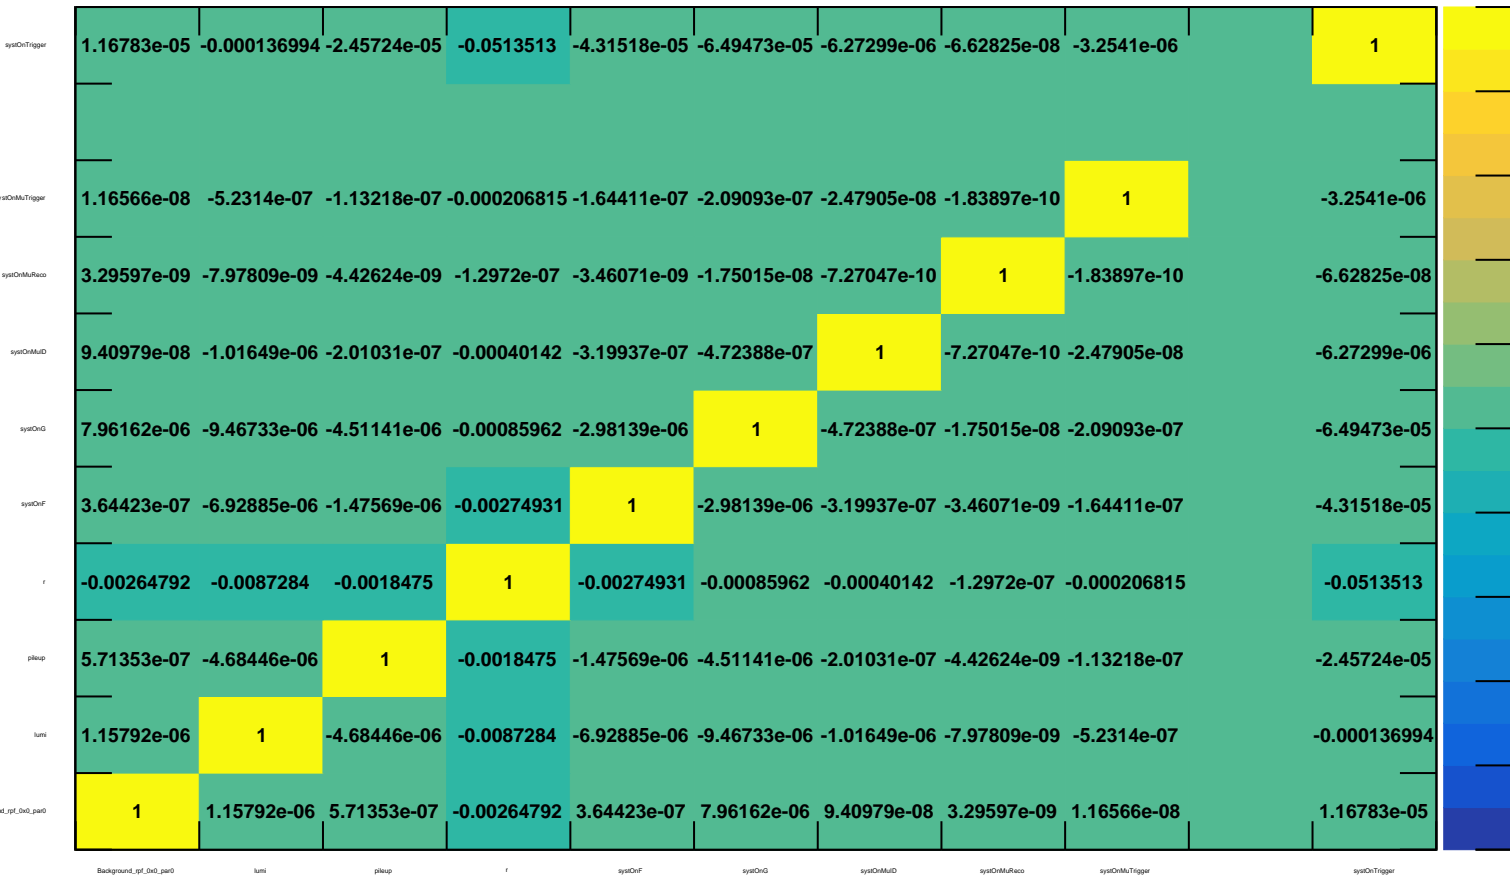 systOnTrigger 1.16783e-05 -0.000136994 -2.45724e-05 -0.0513513 -4.31518e-05 -6.49473e-05 -6.27299e-06 -6.62825e-08 -3.2541e-06 1
stOnMuTrigger 1.16566e-08 -5.2314e-07 -1.13218e-07 -0.000206815 -1.64411e-07 -2.09093e-07 -2.47905e-08 -1.83897e-10 1 -3.2541e-06
systOnMuReco 3.29597e-09 -7.97809e-09 -4.42624e-09 -1.2972e-07 -3.46071e-09 -1.75015e-08 -7.27047e-10 1 -1.83897e-10 -6.62825e-08
systOnMuID 9.40979e-08 -1.01649e-06 -2.01031e-07 -0.00040142 -3.19937e-07 -4.72388e-07 1 -7.27047e-10 -2.47905e-08 -6.27299e-06
systOnG 7.96162e-06 -9.46733e-06 -4.51141e-06 -0.00085962 -2.98139e-06 1 -4.72388e-07 -1.75015e-08 -2.09093e-07 -6.49473e-05
systOnF 3.64423e-07 -6.92885e-06 -1.47569e-06 -0.00274931 1 -2.98139e-06 -3.19937e-07 -3.46071e-09 -1.64411e-07 -4.31518e-05
r -0.00264792 -0.0087284 -0.0018475 1 -0.00274931 -0.00085962 -0.00040142 -1.2972e-07 -0.000206815 -0.0513513
pileup 5.71353e-07 -4.68446e-06 1 -0.0018475 -1.47569e-06 -4.51141e-06 -2.01031e-07 -4.42624e-09 -1.13218e-07 -2.45724e-05
lumi 1.15792e-06 1 -4.68446e-06 -0.0087284 -6.92885e-06 -9.46733e-06 -1.01649e-06 -7.97809e-09 -5.2314e-07 -0.000136994
d_rpf_0x0_par0 1 1.15792e-06 5.71353e-07 -0.00264792 3.64423e-07 7.96162e-06 9.40979e-08 3.29597e-09 1.16566e-08 1.16783e-05
Background_rpf_0x0_par0 lumi pileup r systOnF systOnG systOnMuID systOnMuReco systOnMuTrigger systOnTrigger